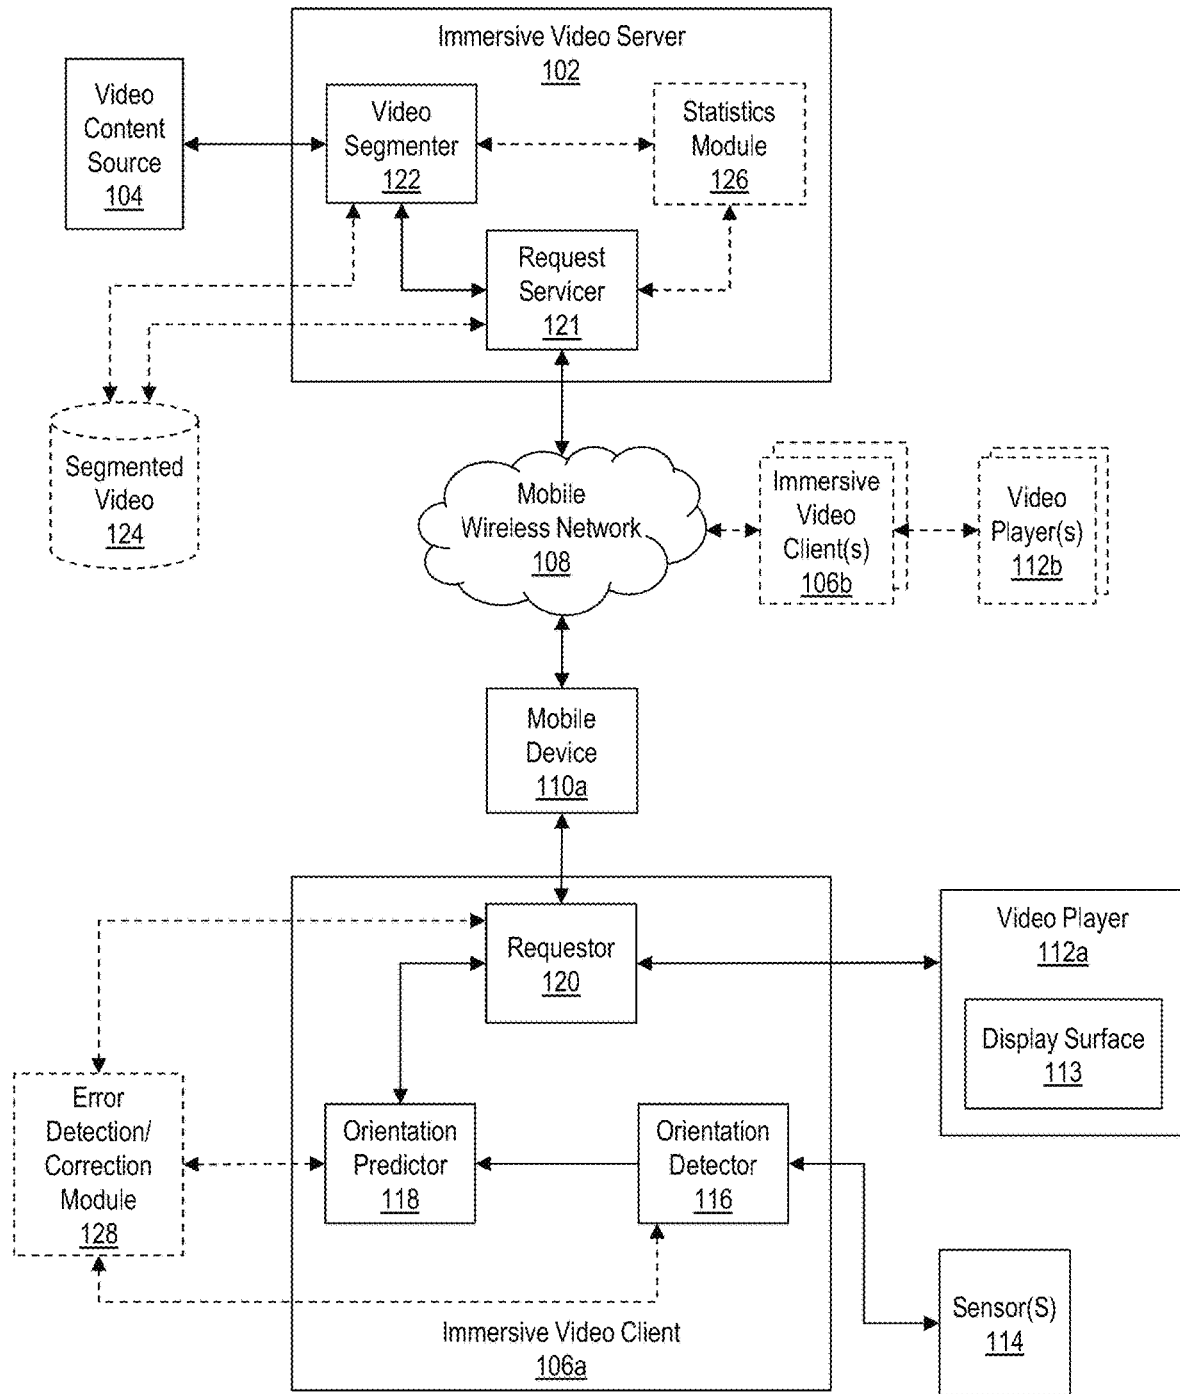 Immersive Video Server
102
Video
Content
Source
104
Video
Segmenter
122
Statistics
Module
126
Request
Servicer
121
Segmented
Video
124
Mobile
Wireless Network
108
Immersive
Video
Client(s)
106b
Video
Player(s)
112b
Mobile
Device
110a
Requestor
120
Video Player
112a
Display Surface
113
Error
Detection/
Correction
Module
128
Orientation
Predictor
118
Orientation
Detector
116
Sensor(S)
114
Immersive Video Client
106a